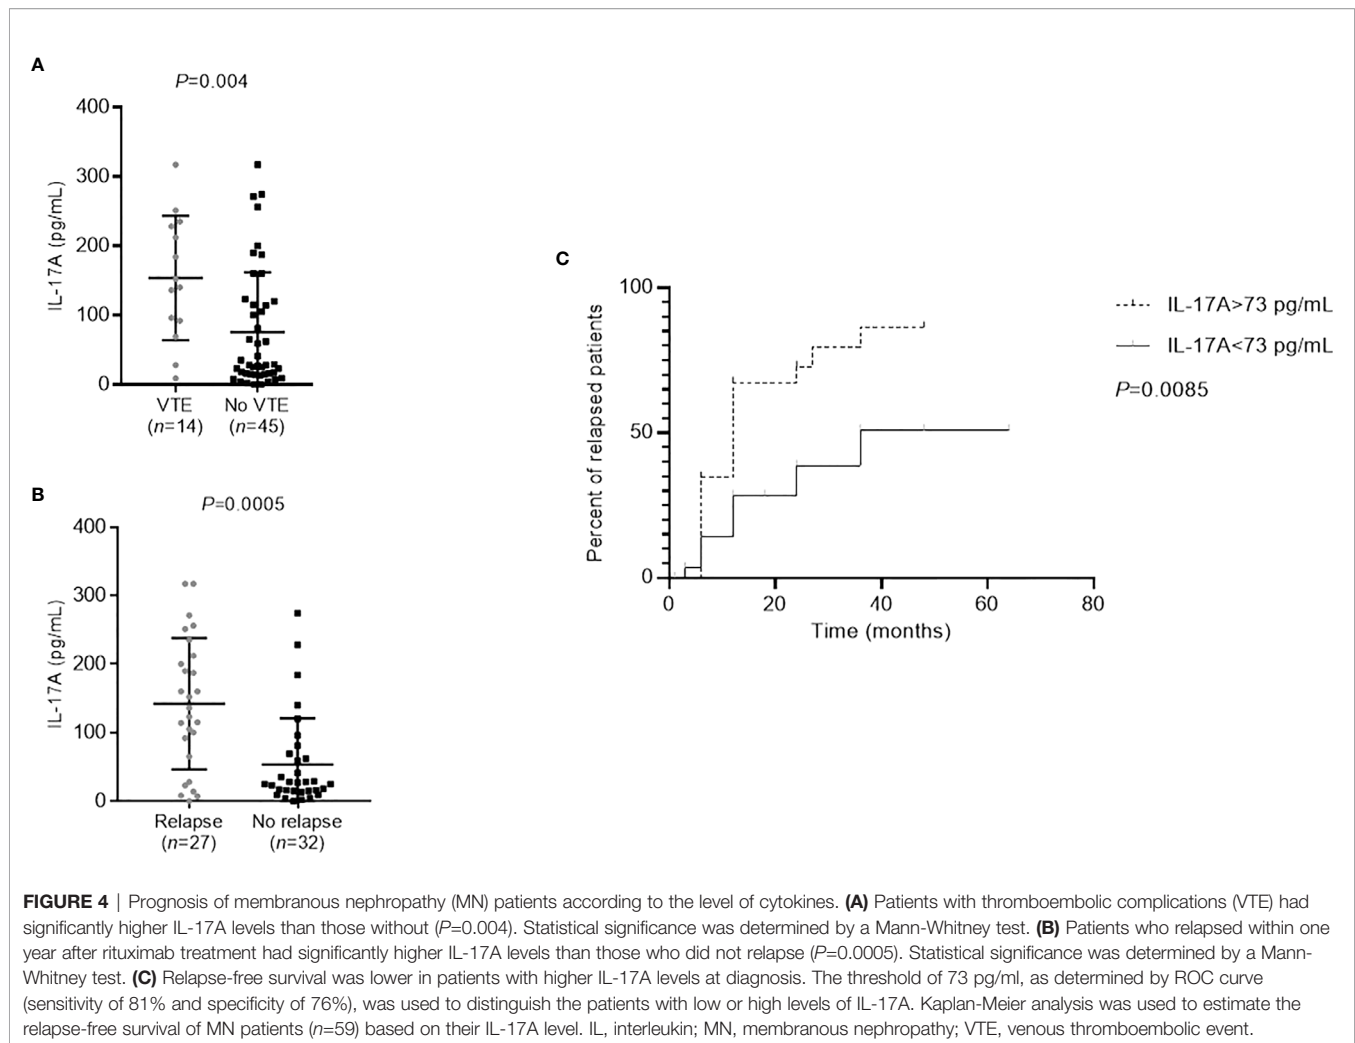 A
P=0.004
400
300
200
100
0
IL-17A (pg/mL)
VTE
(n=14)
No VTE
(n=45)
B
P=0.0005
400
300
200
100
0
IL-17A (pg/mL)
Relapse
(n=27)
No relapse
(n=32)
C
100
50
0
Percent of relapsed patients
0 20 40 60 80
Time (months)
IL-17A>73 pg/mL
IL-17A<73 pg/mL
P=0.0085
FIGURE 4 | Prognosis of membranous nephropathy (MN) patients according to the level of cytokines. (A) Patients with thromboembolic complications (VTE) had
significantly higher IL-17A levels than those without (P=0.004). Statistical significance was determined by a Mann-Whitney test. (B) Patients who relapsed within one
year after rituximab treatment had significantly higher IL-17A levels than those who did not relapse (P=0.0005). Statistical significance was determined by a Mann-
Whitney test. (C) Relapse-free survival was lower in patients with higher IL-17A levels at diagnosis. The threshold of 73 pg/ml, as determined by ROC curve
(sensitivity of 81% and specificity of 76%), was used to distinguish the patients with low or high levels of IL-17A. Kaplan-Meier analysis was used to estimate the
relapse-free survival of MN patients (n=59) based on their IL-17A level. IL, interleukin; MN, membranous nephropathy; VTE, venous thromboembolic event.